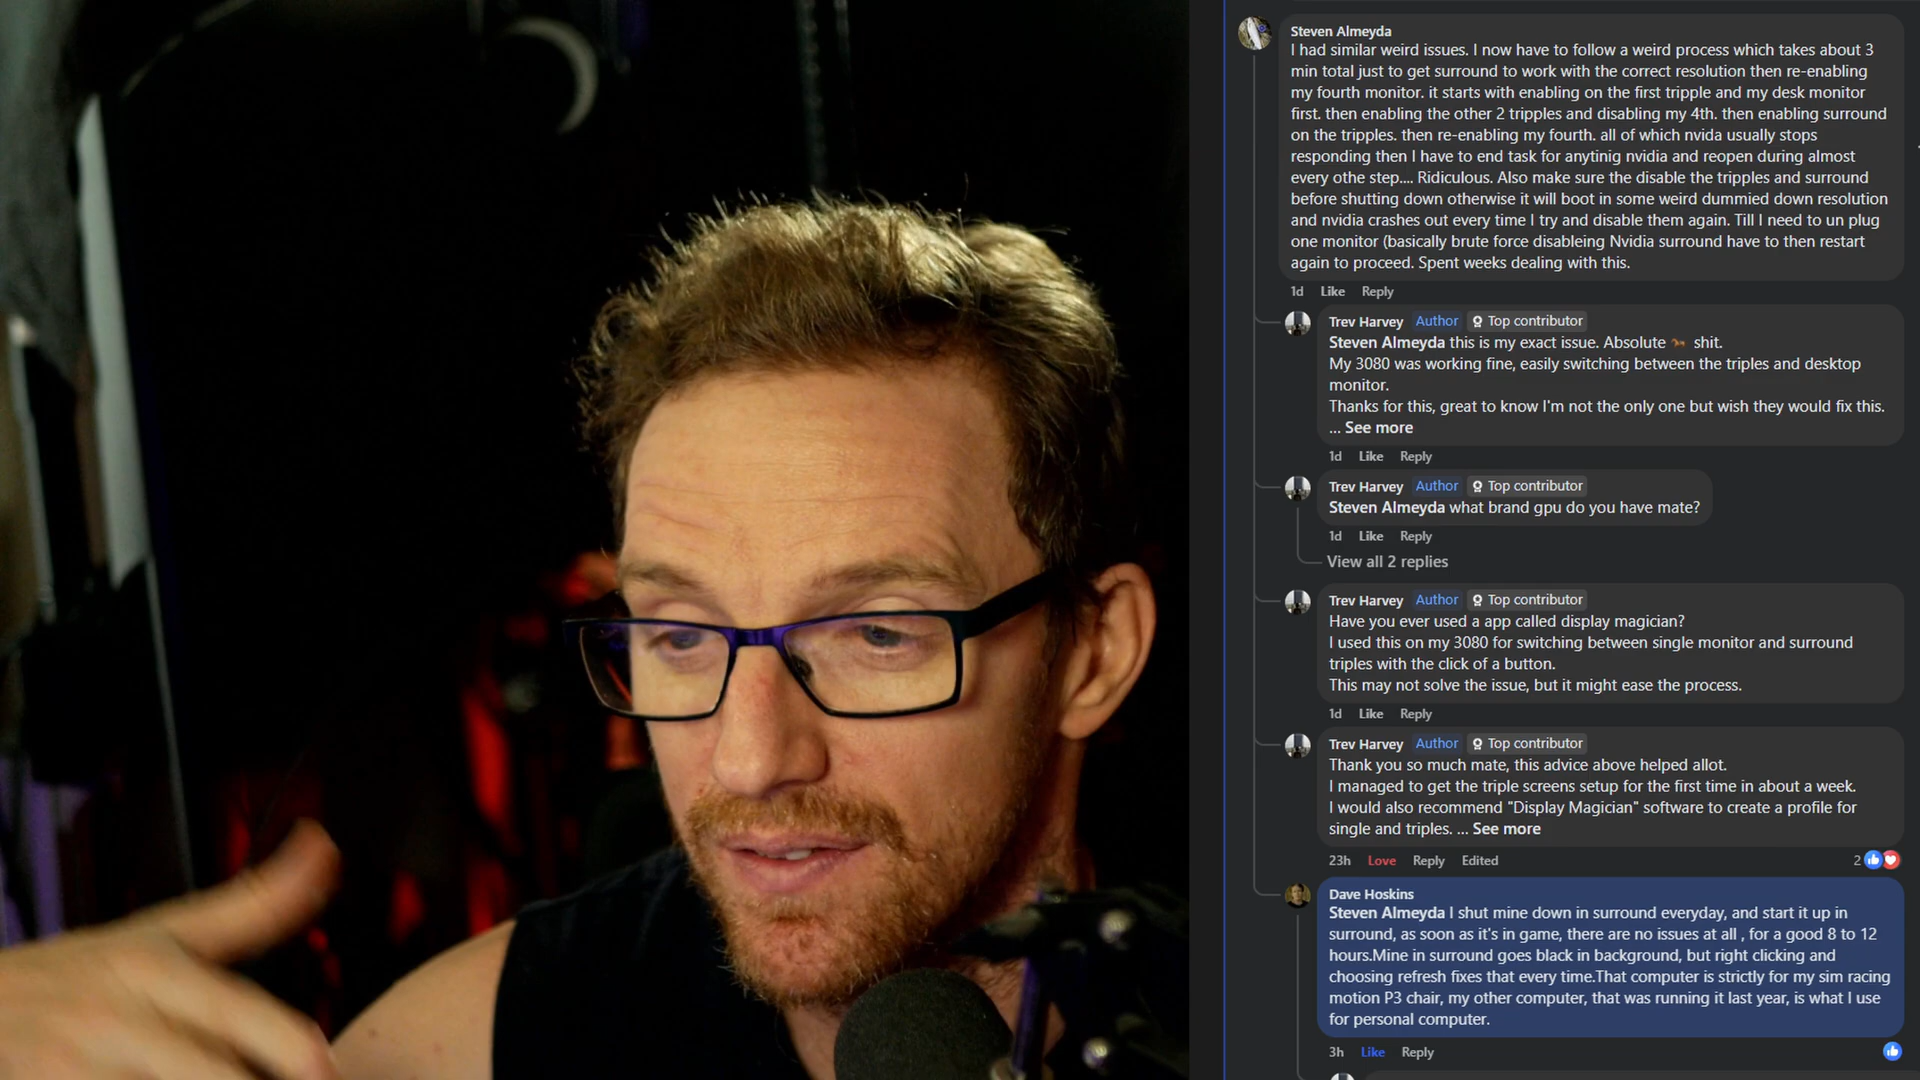 Steven Almeyda
I had similar weird issues. I now have to follow a weird process which takes about 3
min total just to get surround to work with the correct resolution then re-enabling
my fourth monitor. it starts with enabling on the first tripple and my desk monitor
first. then enabling the other 2 tripples and disabling my 4th. then enabling surround
on the tripples. then re-enabling my fourth. all of which nvida usually stops
responding then I have to end task for anytinig nvidia and reopen during almost
every othe step.... Ridiculous. Also make sure the disable the tripples and surround
before shutting down otherwise it will boot in some weird dummied down resolution
and nvidia crashes out every time I try and disable them again. Till I need to un plug
one monitor (basically brute force disableing Nvidia surround have to then restart
again to proceed. Spent weeks dealing with this.
1d Like Reply
Trev Harvey Author Top contributor
Steven Almeyda this is my exact issue. Absolute 🐎 shit.
My 3080 was working fine, easily switching between the triples and desktop
monitor.
Thanks for this, great to know I'm not the only one but wish they would fix this.
... See more
1d Like Reply
Trev Harvey Author Top contributor
Steven Almeyda what brand gpu do you have mate?
1d Like Reply
View all 2 replies
Trev Harvey Author Top contributor
Have you ever used a app called display magician?
I used this on my 3080 for switching between single monitor and surround
triples with the click of a button.
This may not solve the issue, but it might ease the process.
1d Like Reply
Trev Harvey Author Top contributor
Thank you so much mate, this advice above helped allot.
I managed to get the triple screens setup for the first time in about a week.
I would also recommend "Display Magician" software to create a profile for
single and triples. ... See more
23h Love Reply Edited 2
Dave Hoskins
Steven Almeyda I shut mine down in surround everyday, and start it up in
surround, as soon as it's in game, there are no issues at all , for a good 8 to 12
hours.Mine in surround goes black in background, but right clicking and
choosing refresh fixes that every time.That computer is strictly for my sim racing
motion P3 chair, my other computer, that was running it last year, is what I use
for personal computer.
3h Like Reply